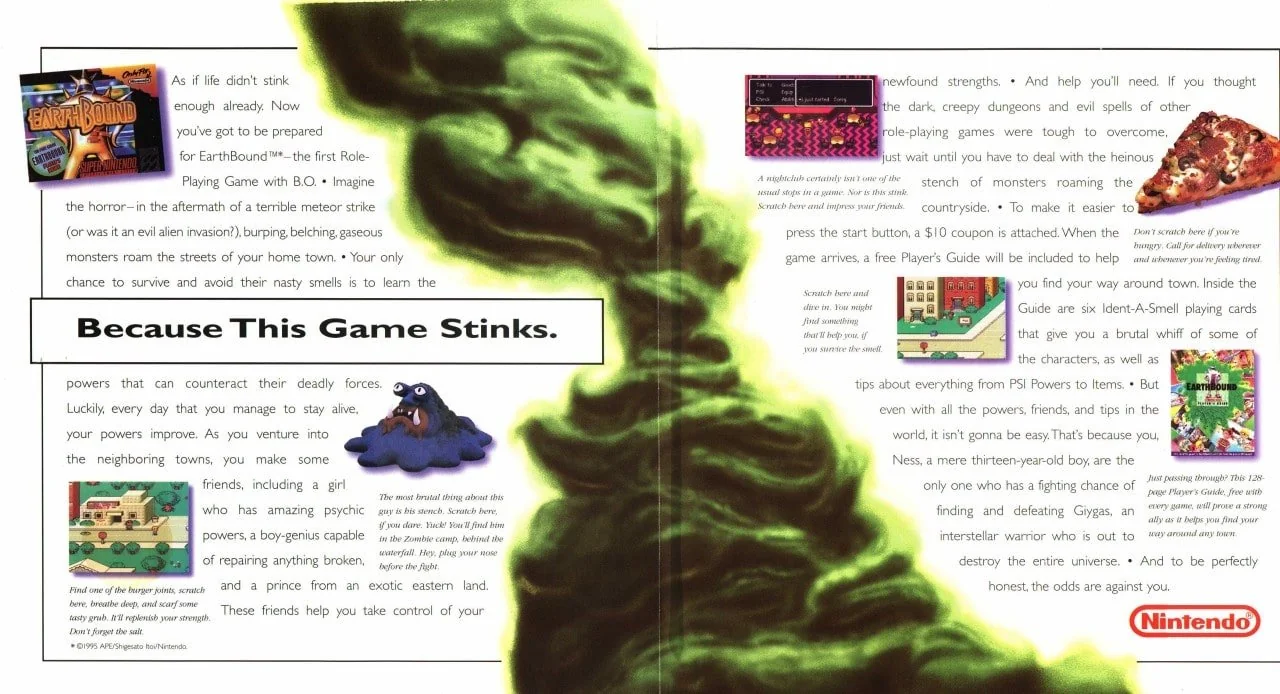 As if life didn't stink
enough already. Now
you've got to be prepared
for EarthBound™*–the first Role-
Playing Game with B.O. • Imagine
the horror–in the aftermath of a terrible meteor strike
(or was it an evil alien invasion?), burping, belching, gaseous
monsters roam the streets of your home town. • Your only
chance to survive and avoid their nasty smells is to learn the
Because This Game Stinks.
powers that can counteract their deadly forces.
Luckily, every day that you manage to stay alive,
your powers improve. As you venture into
the neighboring towns, you make some
friends, including a girl
who has amazing psychic
powers, a boy-genius capable
of repairing anything broken,
and a prince from an exotic eastern land.
These friends help you take control of your
EARTHBOUND
SUPER NINTENDO
The most brutal thing about this
guy is his stench. Scratch here,
if you dare. Yuck! You'll find him
in the Zombie camp, behind the
waterfall. Hey, plug your nose
before the fight.
Find one of the burger joints, scratch
here, breathe deep, and scarf some
tasty grub. It'll replenish your strength.
Don't forget the salt.
* ©1995 APE/Shigesato Itoi/Nintendo.
newfound strengths. • And help you'll need. If you thought
the dark, creepy dungeons and evil spells of other
role-playing games were tough to overcome,
just wait until you have to deal with the heinous
stench of monsters roaming the
countryside. • To make it easier to
press the start button, a $10 coupon is attached. When the
game arrives, a free Player's Guide will be included to help
you find your way around town. Inside the
Guide are six Ident-A-Smell playing cards
that give you a brutal whiff of some of
the characters, as well as
tips about everything from PSI Powers to Items. • But
even with all the powers, friends, and tips in the
world, it isn't gonna be easy. That's because you,
Ness, a mere thirteen-year-old boy, are the
only one who has a fighting chance of
finding and defeating Giygas, an
interstellar warrior who is out to
destroy the entire universe. • And to be perfectly
honest, the odds are against you.
Talk to Goods
PSI Equip
Check
A nightclub certainly isn't one of the
usual stops in a game. Nor is this stink.
Scratch here and impress your friends.
Don't scratch here if you're
hungry. Call for delivery wherever
and whenever you're feeling tired.
Scratch here and
dive in. You might
find something
that'll help you, if
you survive the smell.
EARTHBOUND
PLAYER'S GUIDE
Just passing through? This 128-
page Player's Guide, free with
every game, will prove a strong
ally as it helps you find your
way around any town.
Nintendo®